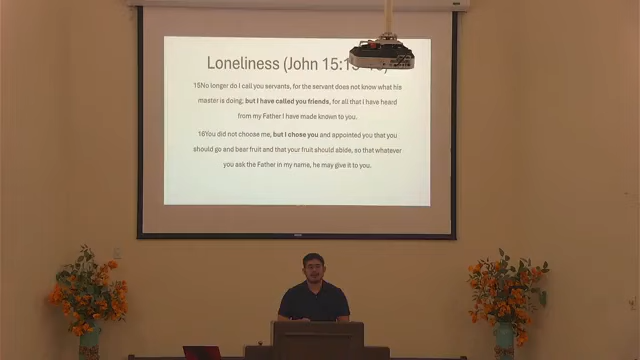 Loneliness (John 15:15
15No longer do I call you servants, for the servant does not know what his
master is doing; but I have called you friends, for all that I have heard
from my Father I have made known to you.
16You did not choose me, but I chose you and appointed you that you
should go and bear fruit and that your fruit should abide, so that whatever
you ask the Father in my name, he may give it to you.